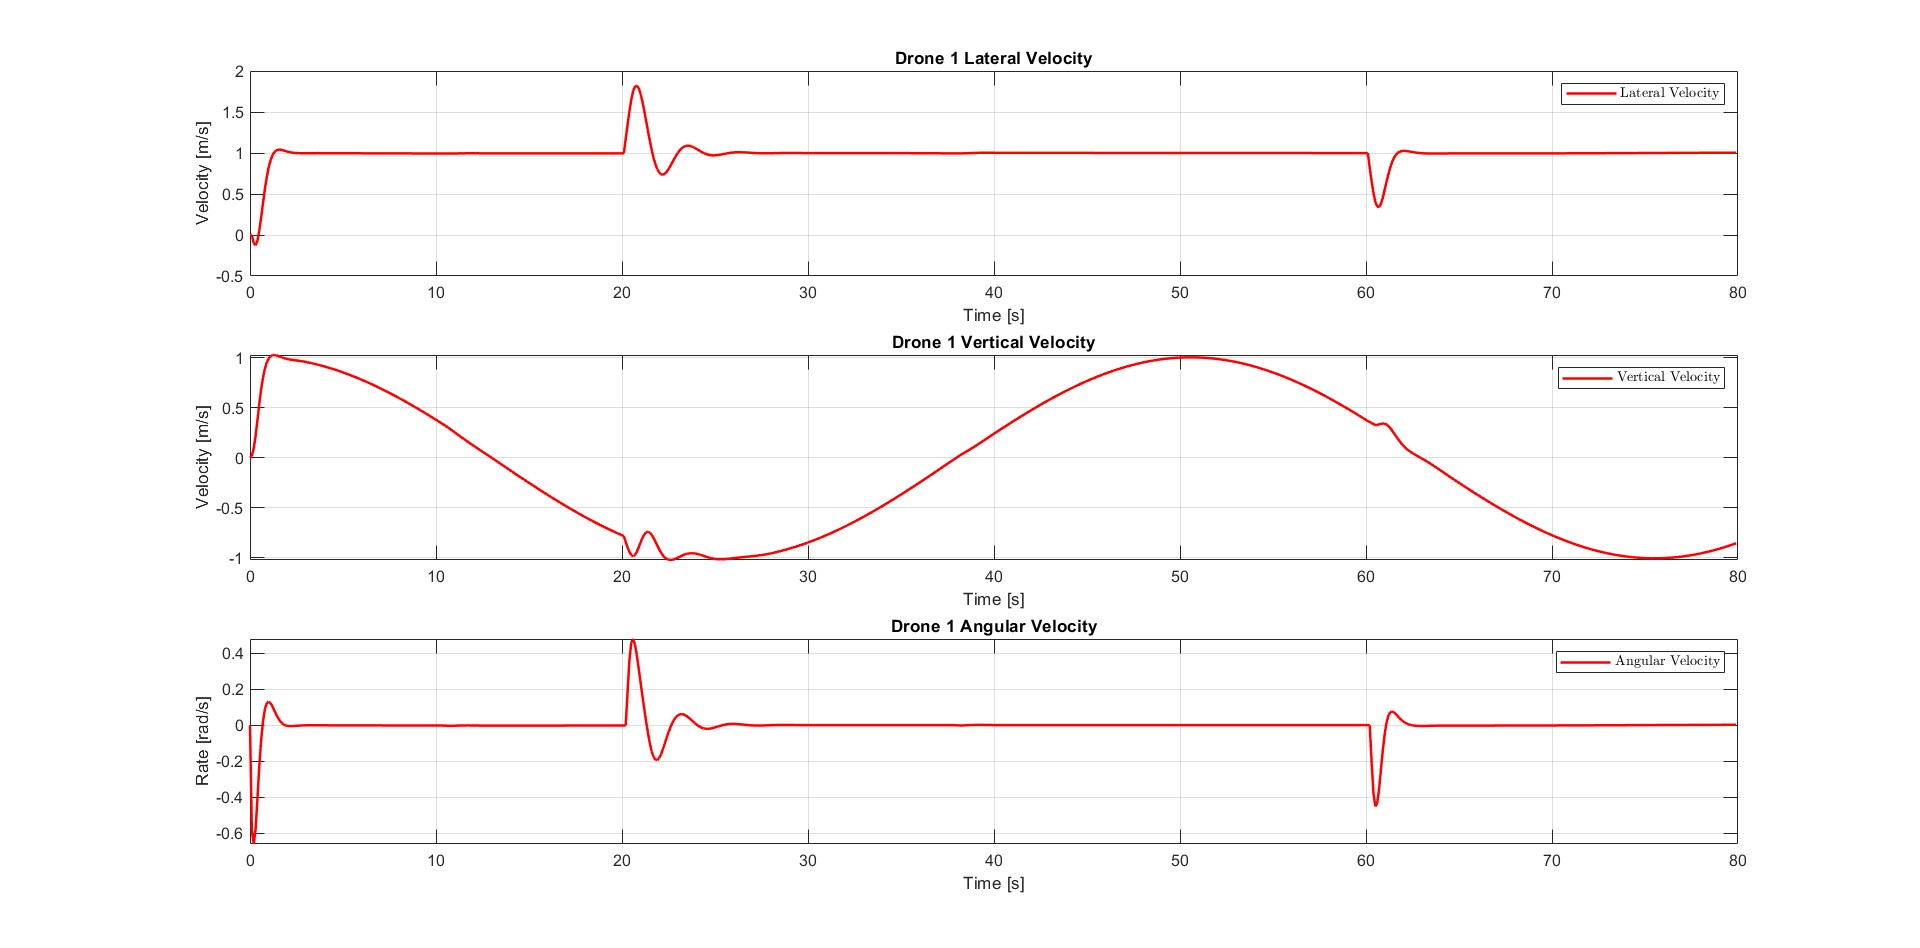 Drone 1 Lateral Velocity
2
1.5
1
0.5
0
-0.5
Velocity [m/s]
Lateral Velocity
0 10 20 30 40 50 60 70 80
Time [s]
Drone 1 Vertical Velocity
1
0.5
0
-0.5
-1
Velocity [m/s]
Vertical Velocity
0 10 20 30 40 50 60 70 80
Time [s]
Drone 1 Angular Velocity
0.4
0.2
0
-0.2
-0.4
-0.6
Rate [rad/s]
Angular Velocity
0 10 20 30 40 50 60 70 80
Time [s]